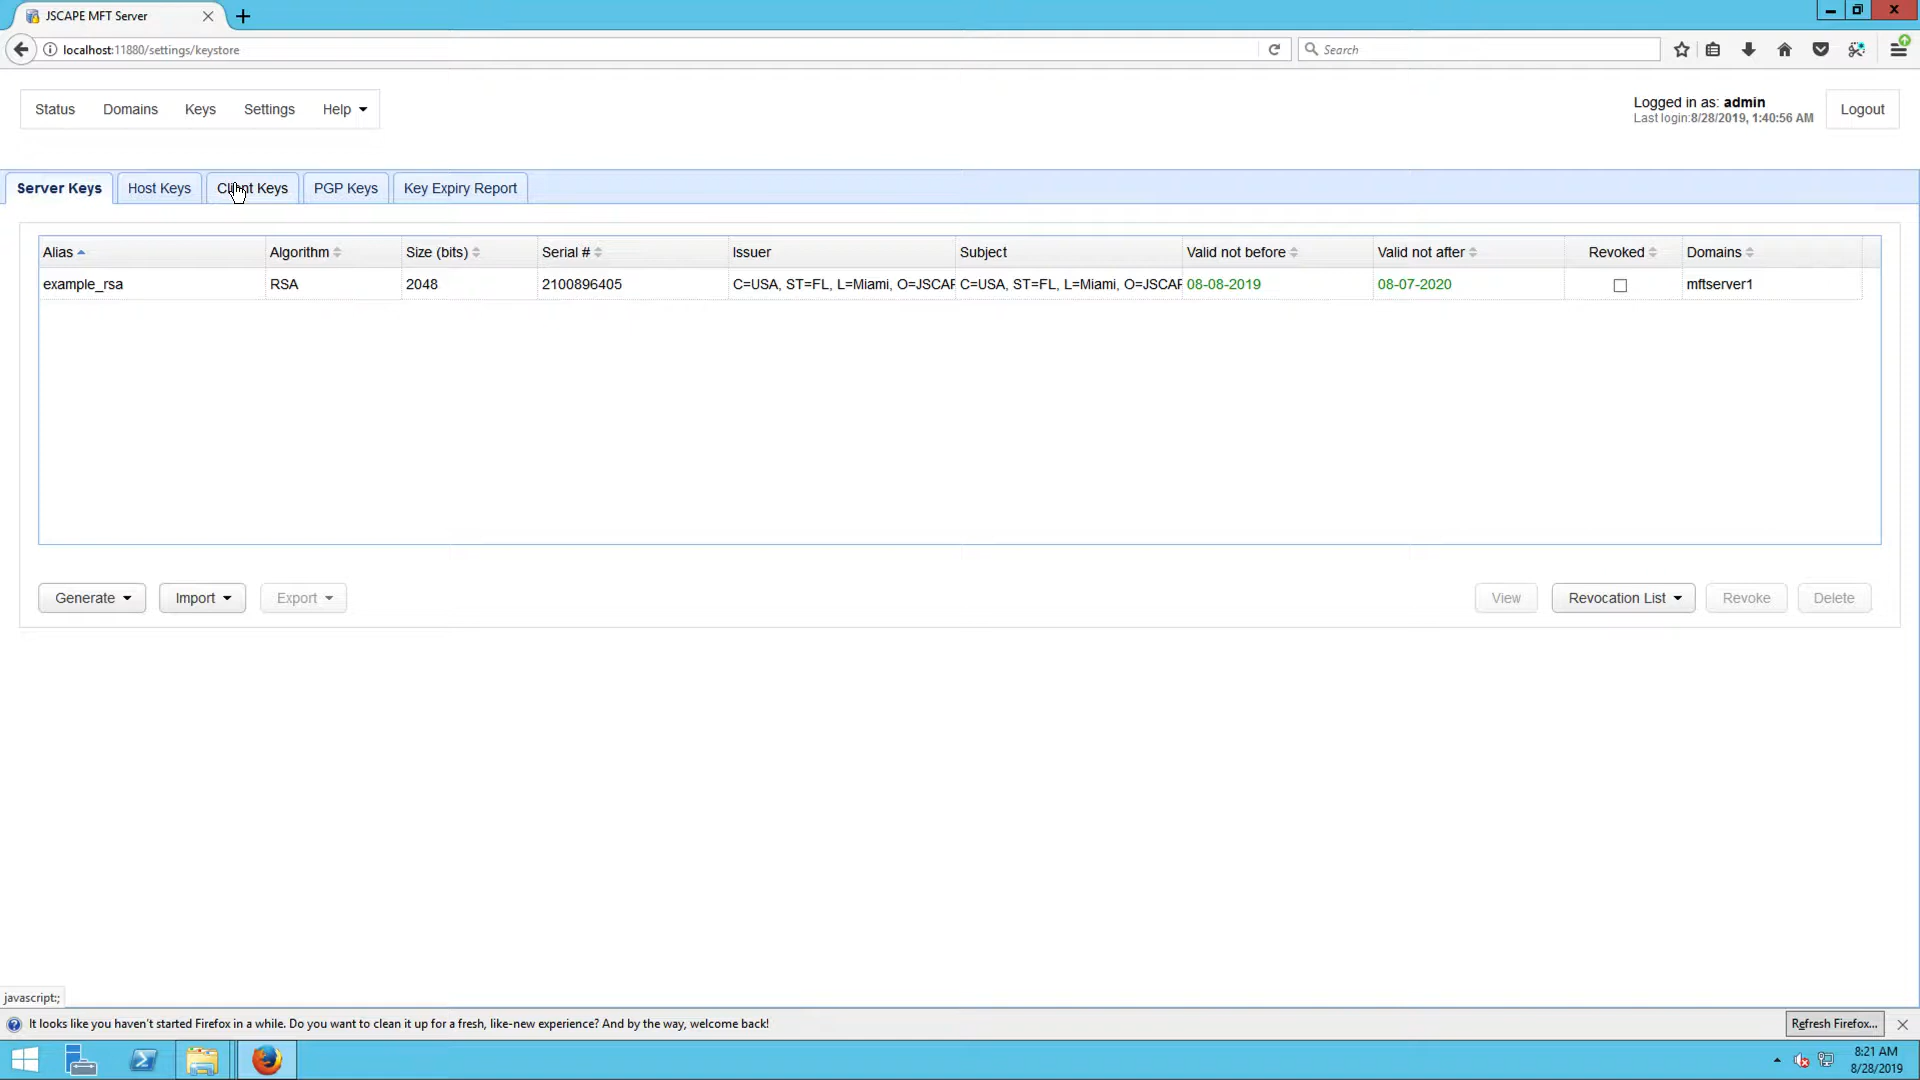 JSCAPE MFT Server
localhost:11880/settings/keystore
Search
Status Domains Keys Settings Help
Logged in as: admin
Last login:8/28/2019, 1:40:56 AM
Logout
Server Keys Host Keys Client Keys PGP Keys Key Expiry Report
Alias Algorithm Size (bits) Serial # Issuer Subject Valid not before Valid not after Revoked Domains
example_rsa RSA 2048 2100896405 C=USA, ST=FL, L=Miami, O=JSCAP C=USA, ST=FL, L=Miami, O=JSCAP 08-08-2019 08-07-2020 mftserver1
Generate Import Export View Revocation List Revoke Delete
javascript:;
It looks like you haven't started Firefox in a while. Do you want to clean it up for a fresh, like-new experience? And by the way, welcome back!
Refresh Firefox...
8:21 AM
8/28/2019